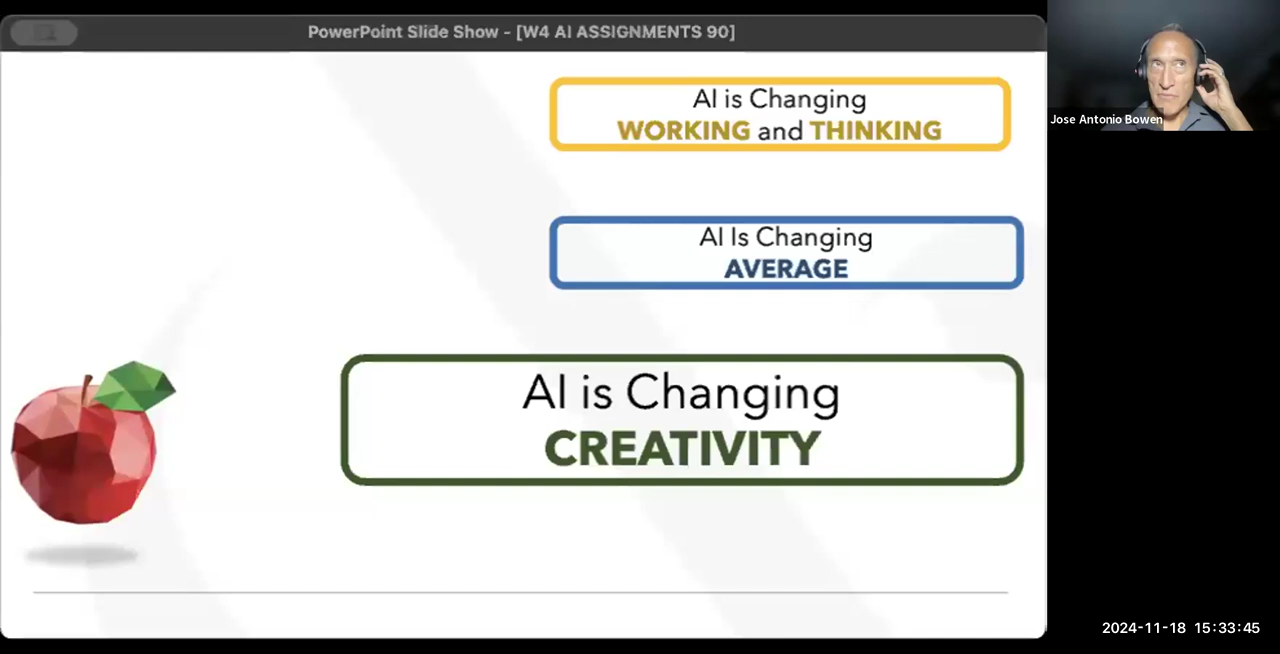 PowerPoint Slide Show - [W4 AI ASSIGNMENTS 90]
AI is Changing
WORKING and THINKING
AI Is Changing
AVERAGE
AI is Changing
CREATIVITY
Jose Antonio Bowen
2024-11-18 15:33:45